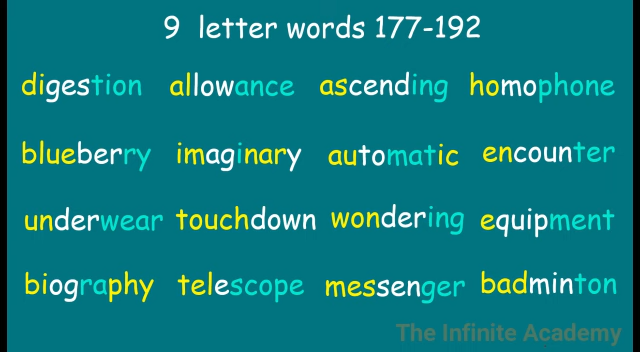 9 letter words 177-192
digestion allowance ascending homophone
blueberry imaginary automatic encounter
underwear touchdown wondering equipment
biography telescope messenger badminton
The Infinite Academy